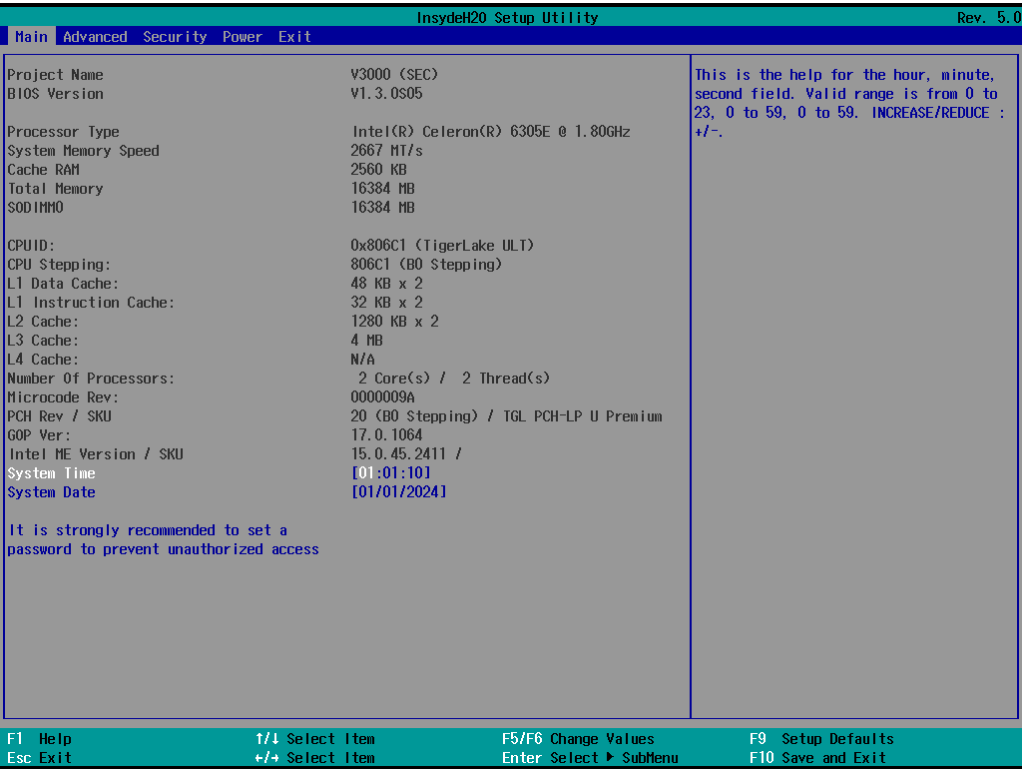 InsydeH20 Setup Utility Rev. 5.0
Main Advanced Security Power Exit
Project Name V3000 (SEC)
BIOS Version V1.3.0S05
Processor Type Intel(R) Celeron(R) 6305E @ 1.80GHz
System Memory Speed 2667 MT/s
Cache RAM 2560 KB
Total Memory 16384 MB
SODIMM0 16384 MB
CPUID: 0x806C1 (TigerLake ULT)
CPU Stepping: 806C1 (B0 Stepping)
L1 Data Cache: 48 KB x 2
L1 Instruction Cache: 32 KB x 2
L2 Cache: 1280 KB x 2
L3 Cache: 4 MB
L4 Cache: N/A
Number Of Processors: 2 Core(s) / 2 Thread(s)
Microcode Rev: 0000009A
PCH Rev / SKU 20 (B0 Stepping) / TGL PCH-LP U Premium
GOP Ver: 17.0.1064
Intel ME Version / SKU 15.0.45.2411 /
System Time [01:01:10]
System Date [01/01/2024]
It is strongly recommended to set a
password to prevent unauthorized access
This is the help for the hour, minute,
second field. Valid range is from 0 to
23, 0 to 59, 0 to 59. INCREASE/REDUCE :
+/-.
F1 Help ↑/↓ Select Item F5/F6 Change Values F9 Setup Defaults
Esc Exit ←/→ Select Item Enter Select ▶ SubMenu F10 Save and Exit